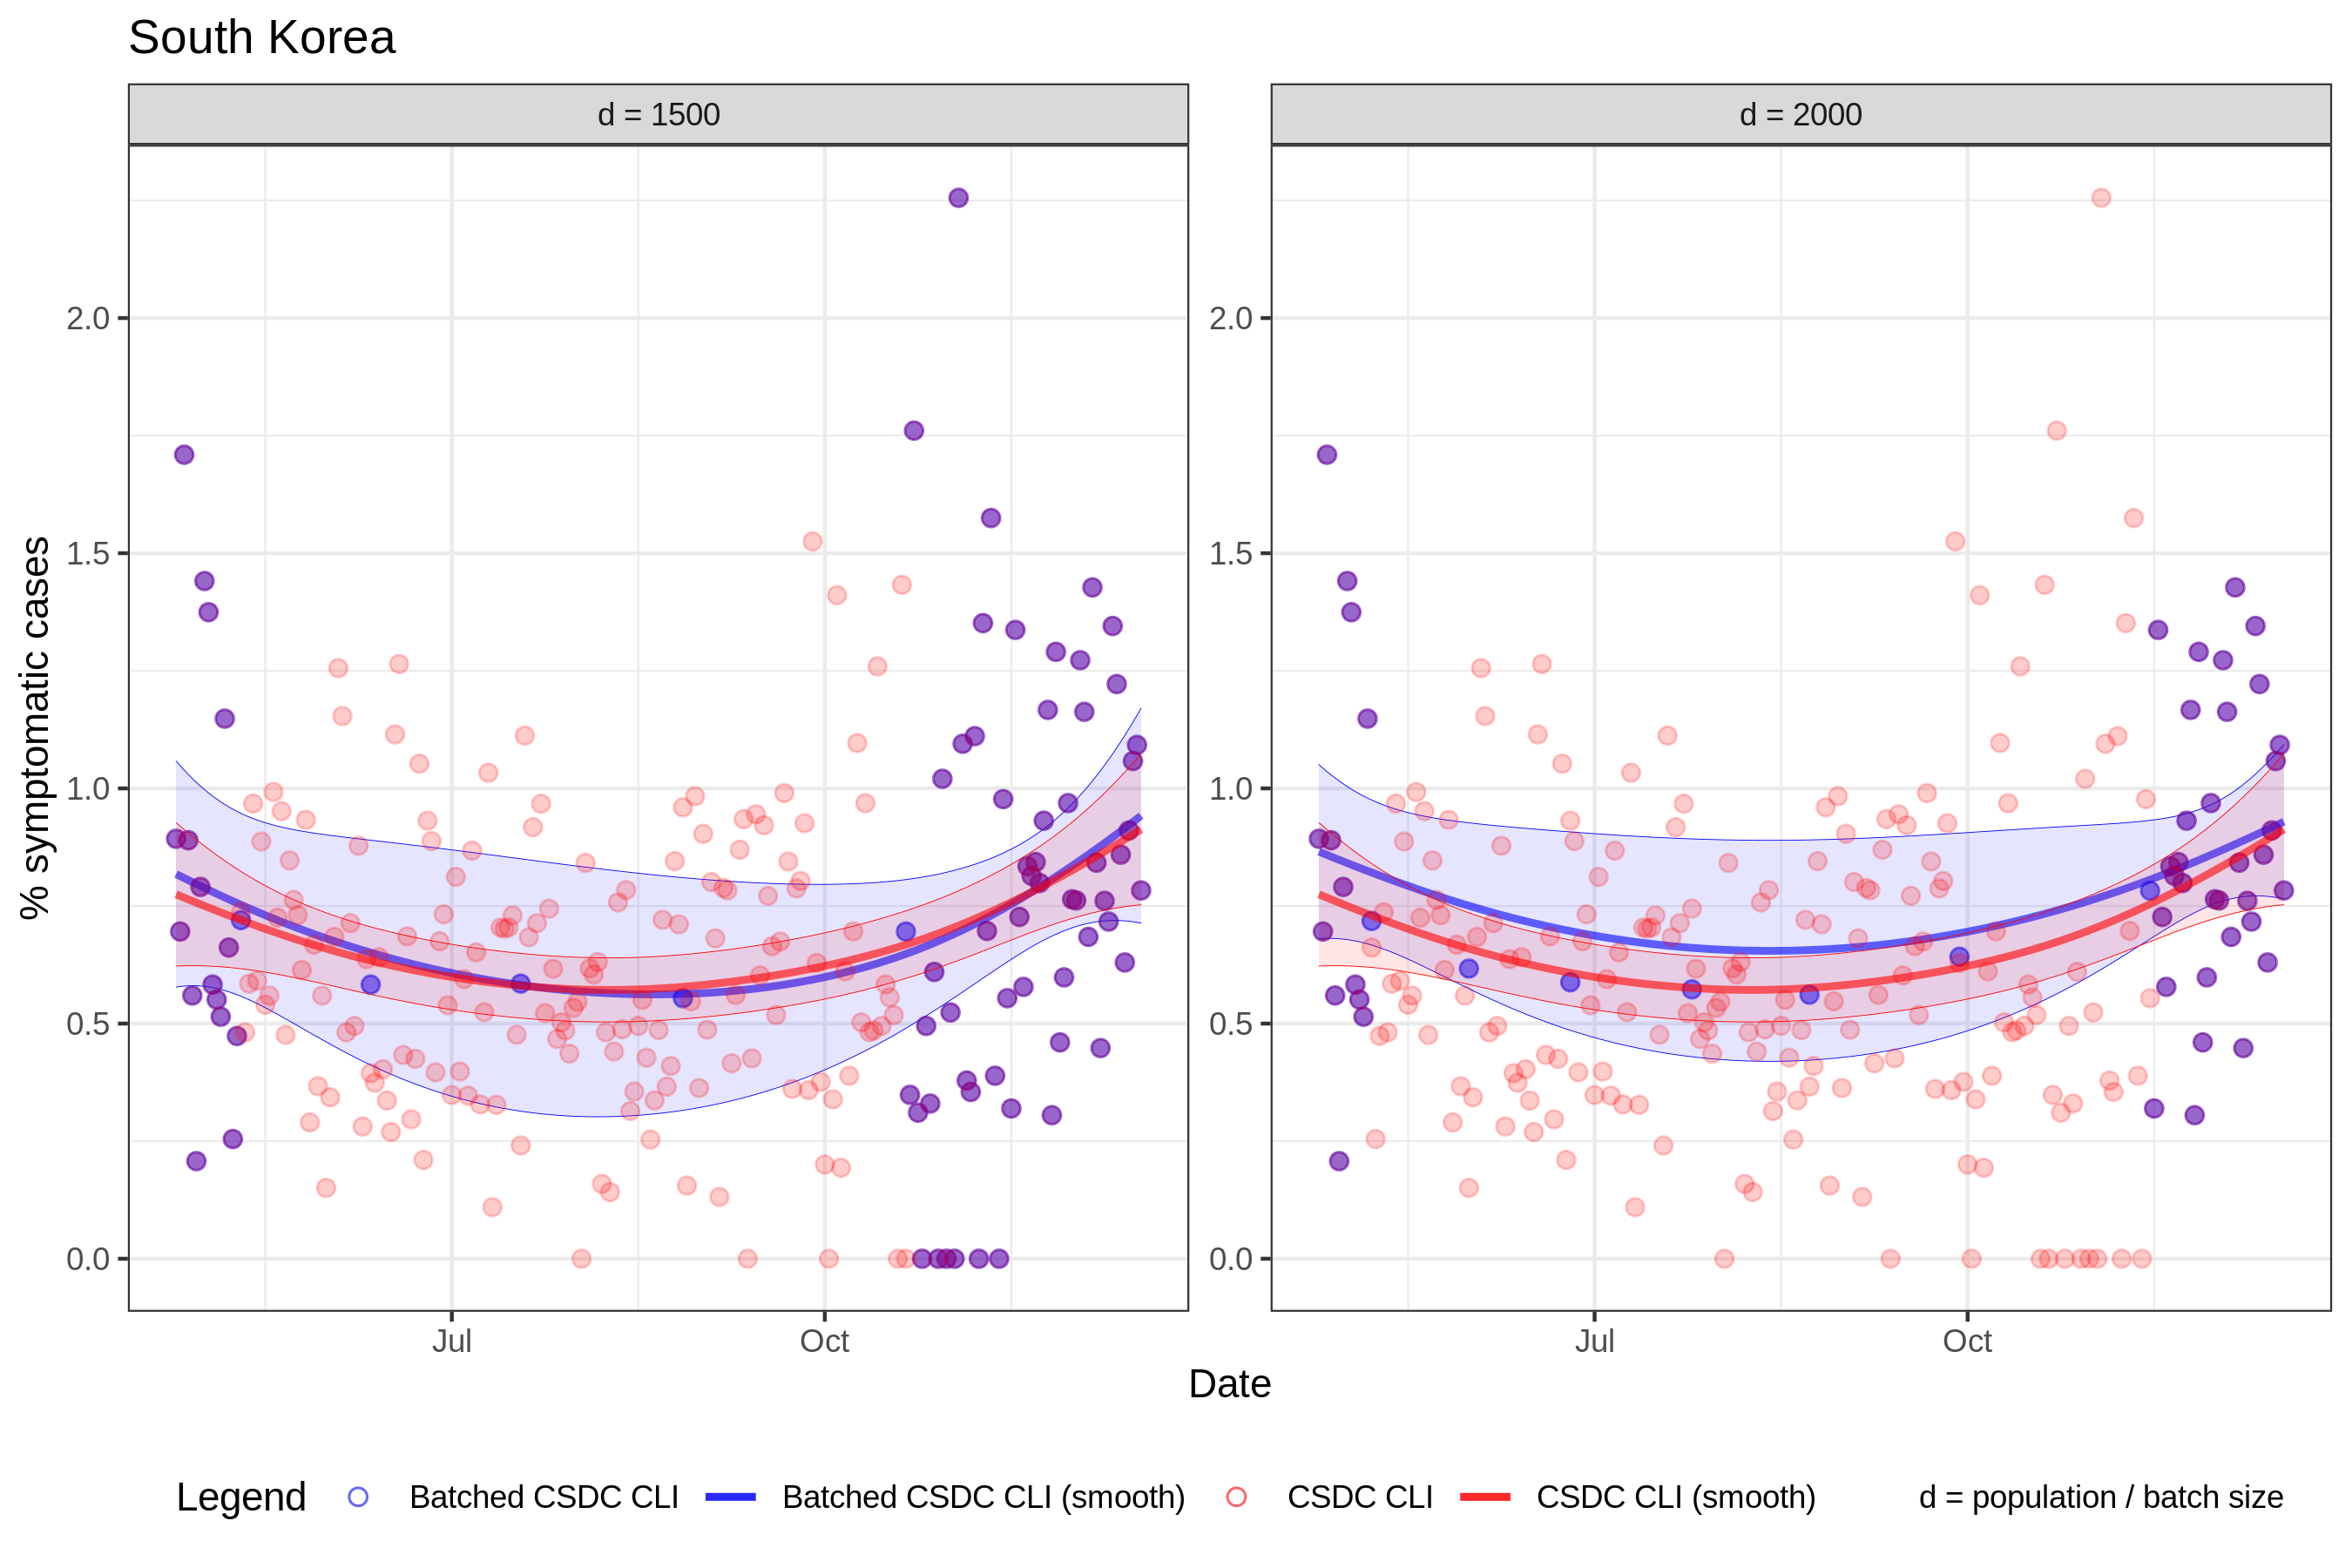 South Korea
d = 1500
d = 2000
% symptomatic cases
2.0
1.5
1.0
0.5
0.0
2.0
1.5
1.0
0.5
0.0
Jul
Oct
Jul
Oct
Date
Legend
Batched CSDC CLI
Batched CSDC CLI (smooth)
CSDC CLI
CSDC CLI (smooth)
d = population / batch size